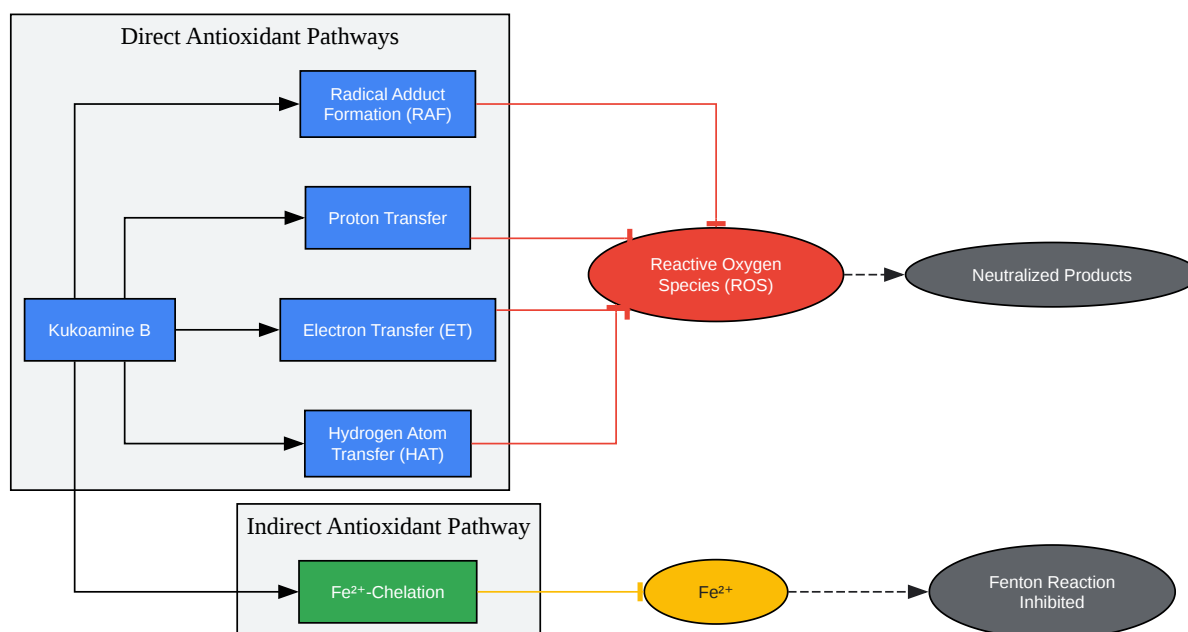 Direct Antioxidant Pathways
Radical Adduct
Formation (RAF)
Proton Transfer
Reactive Oxygen
Species (ROS)
Neutralized Products
Kukoamine B
Electron Transfer (ET)
Hydrogen Atom
Transfer (HAT)
Indirect Antioxidant Pathway
Fe²⁺-Chelation
Fe²⁺
Fenton Reaction
Inhibited